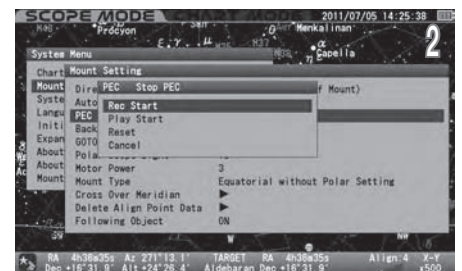 SCOPE MODE
2011/07/05 14:25:38
Procyon
Menkalinan
2
ε.γ.
μ
M37
M38
α Capella
η
System Menu
Chart
Mount
Syste
Langu
Initi
Expan
About
About
Mount
Mount Setting
Dire
f Mount)
Auto
PEC
Back
GOTO
Pola
PEC Stop PEC
Rec Start
Play Start
Reset
Cancel
Motor Power 3
Mount Type Equatorial without Polar Setting
Cross Over Meridian ▶
Delete Align Point Data ▶
Following Object ON
W
NW
RA 4h38m35s Az 271°13.1' TARGET RA 4h38m35s Align:4 X-Y
Dec +16°31.9' Alt +24°26.4' Aldebaran Dec +16°31.9' x500